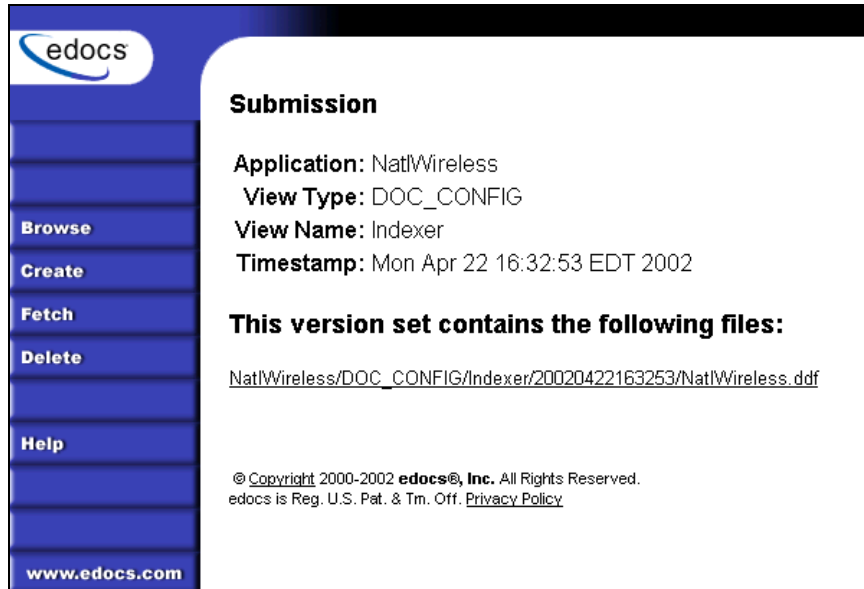 edocs
Submission
Application: NatlWireless
View Type: DOC_CONFIG
View Name: Indexer
Timestamp: Mon Apr 22 16:32:53 EDT 2002
Browse
Create
Fetch
Delete
Help
www.edocs.com
This version set contains the following files:
NatlWireless/DOC_CONFIG/Indexer/20020422163253/NatlWireless.ddf
© Copyright 2000-2002 edocs®, Inc. All Rights Reserved.
edocs is Reg. U.S. Pat. & Tm. Off. Privacy Policy